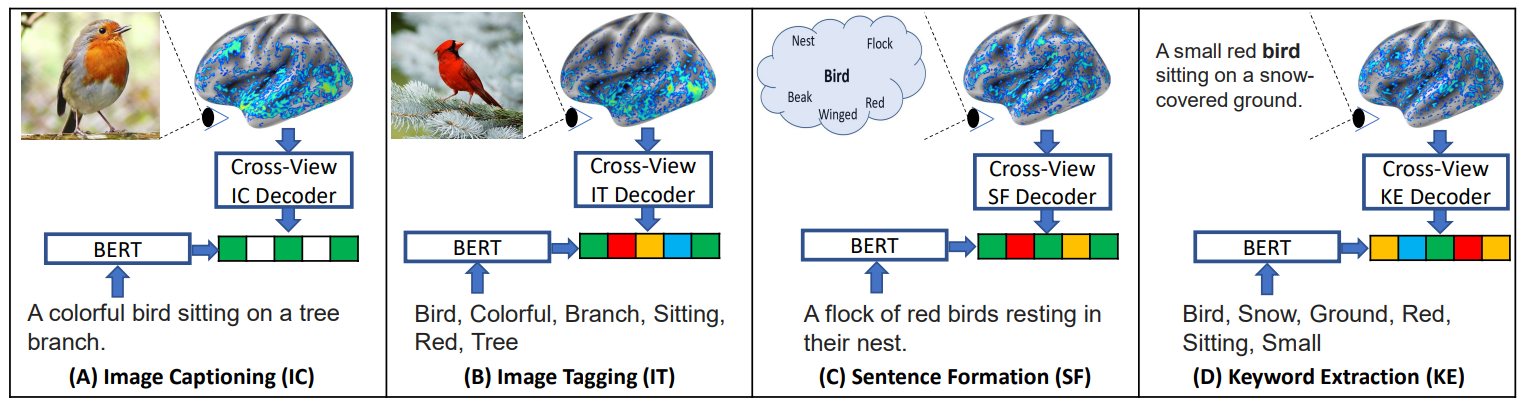 Cross-View
IC Decoder
BERT
A colorful bird sitting on a tree
branch.
(A) Image Captioning (IC)
Cross-View
IT Decoder
BERT
Bird, Colorful, Branch, Sitting,
Red, Tree
(B) Image Tagging (IT)
Nest
Flock
Bird
Beak
Red
Winged
Cross-View
SF Decoder
BERT
A flock of red birds resting in
their nest.
(C) Sentence Formation (SF)
A small red bird
sitting on a snow-
covered ground.
Cross-View
KE Decoder
BERT
Bird, Snow, Ground, Red,
Sitting, Small
(D) Keyword Extraction (KE)